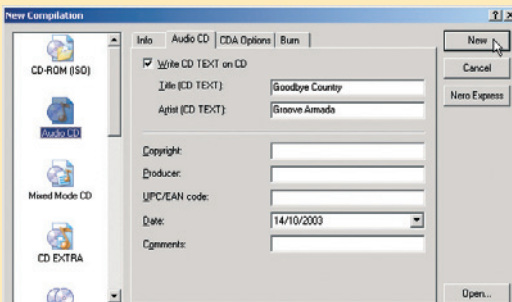 New Compilation
CD-ROM (ISO)
Audio CD
Mixed Mode CD
CD EXTRA
Info Audio CD CDA Options Burn
Write CD TEXT on CD
Title (CD TEXT): Goodbye Country
Artist (CD TEXT): Groove Armada
Copyright:
Producer:
UPC/EAN code:
Date: 14/10/2003
Comments:
New
Cancel
Nero Express
Open...